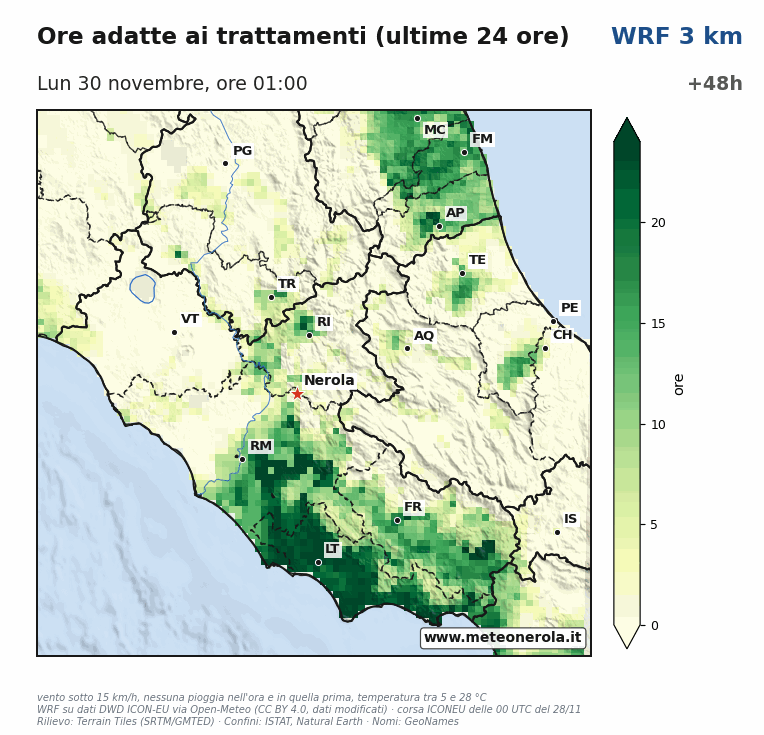 Ore adatte ai trattamenti (ultime 24 ore)
WRF 3 km
Lun 30 novembre, ore 01:00
+48h
MC
FM
PG
AP
TE
TR
PE
VT
RI
AQ
CH
Nerola
RM
FR
IS
LT
www.meteonerola.it
20
15
10
5
0
ore
vento sotto 15 km/h, nessuna pioggia nell'ora e in quella prima, temperatura tra 5 e 28 °C
WRF su dati DWD ICON-EU via Open-Meteo (CC BY 4.0, dati modificati) · corsa ICONEU delle 00 UTC del 28/11
Rilievo: Terrain Tiles (SRTM/GMTED) · Confini: ISTAT, Natural Earth · Nomi: GeoNames